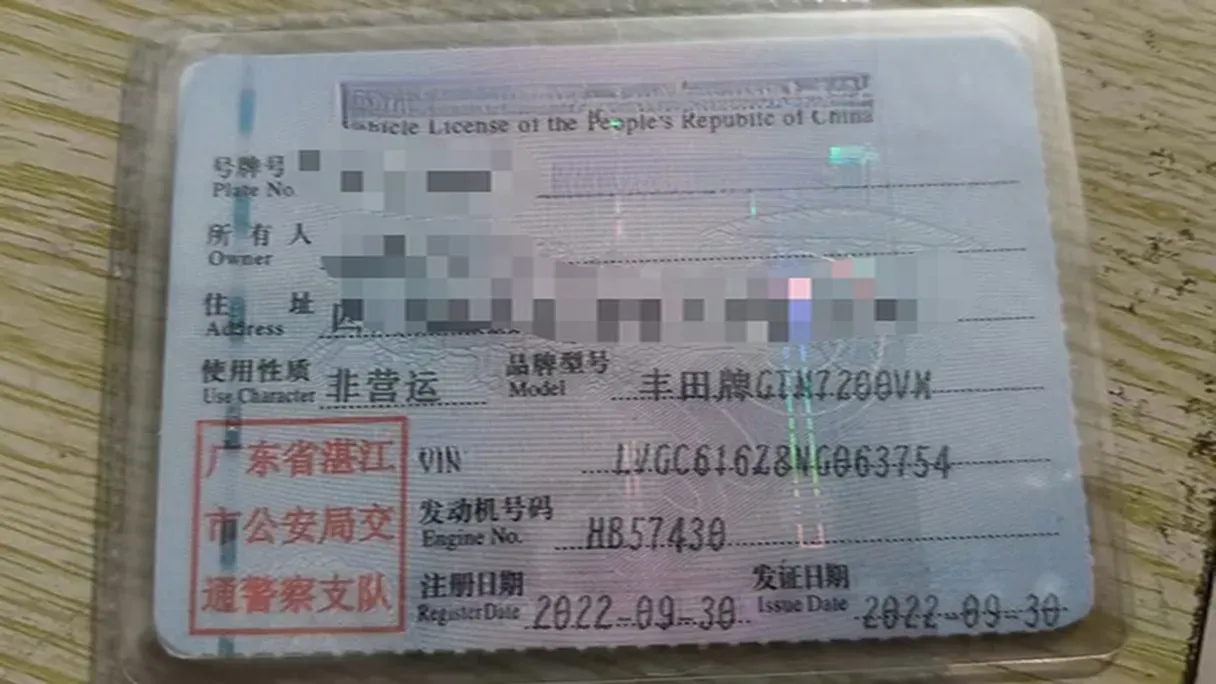 Vehicle License of the People's Republic of China
号牌号
Plate No.
所有人
Owner
住址
Address
使用性质
Use Character
非营运
品牌型号
Model
丰田牌GTM7200VM
广东省湛江
市公安局交
通警察支队
VIN
LVGC616Z8NG063754
发动机号码
Engine No.
HB57430
注册日期
Register Date
2022-09-30
发证日期
Issue Date
2022-09-30